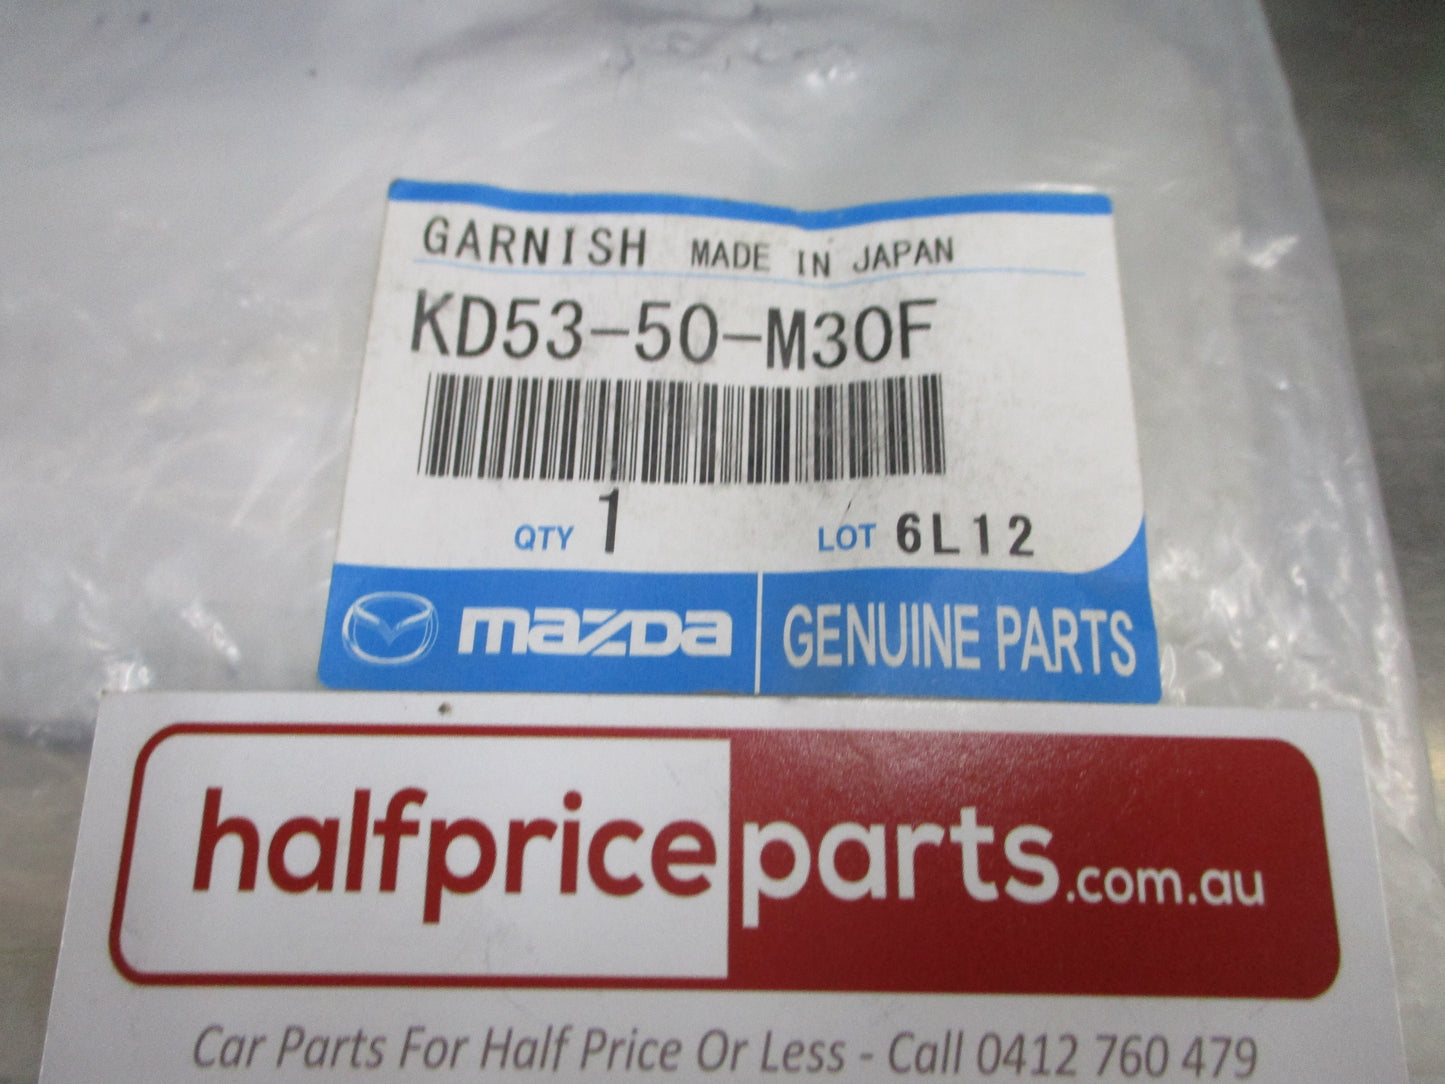 GARNISH MADE IN JAPAN
KD53-50-M30F
QTY 1 LOT 6L12
mazda GENUINE PARTS
halfpriceparts.com.au
Car Parts For Half Price Or Less - Call 0412 760 479